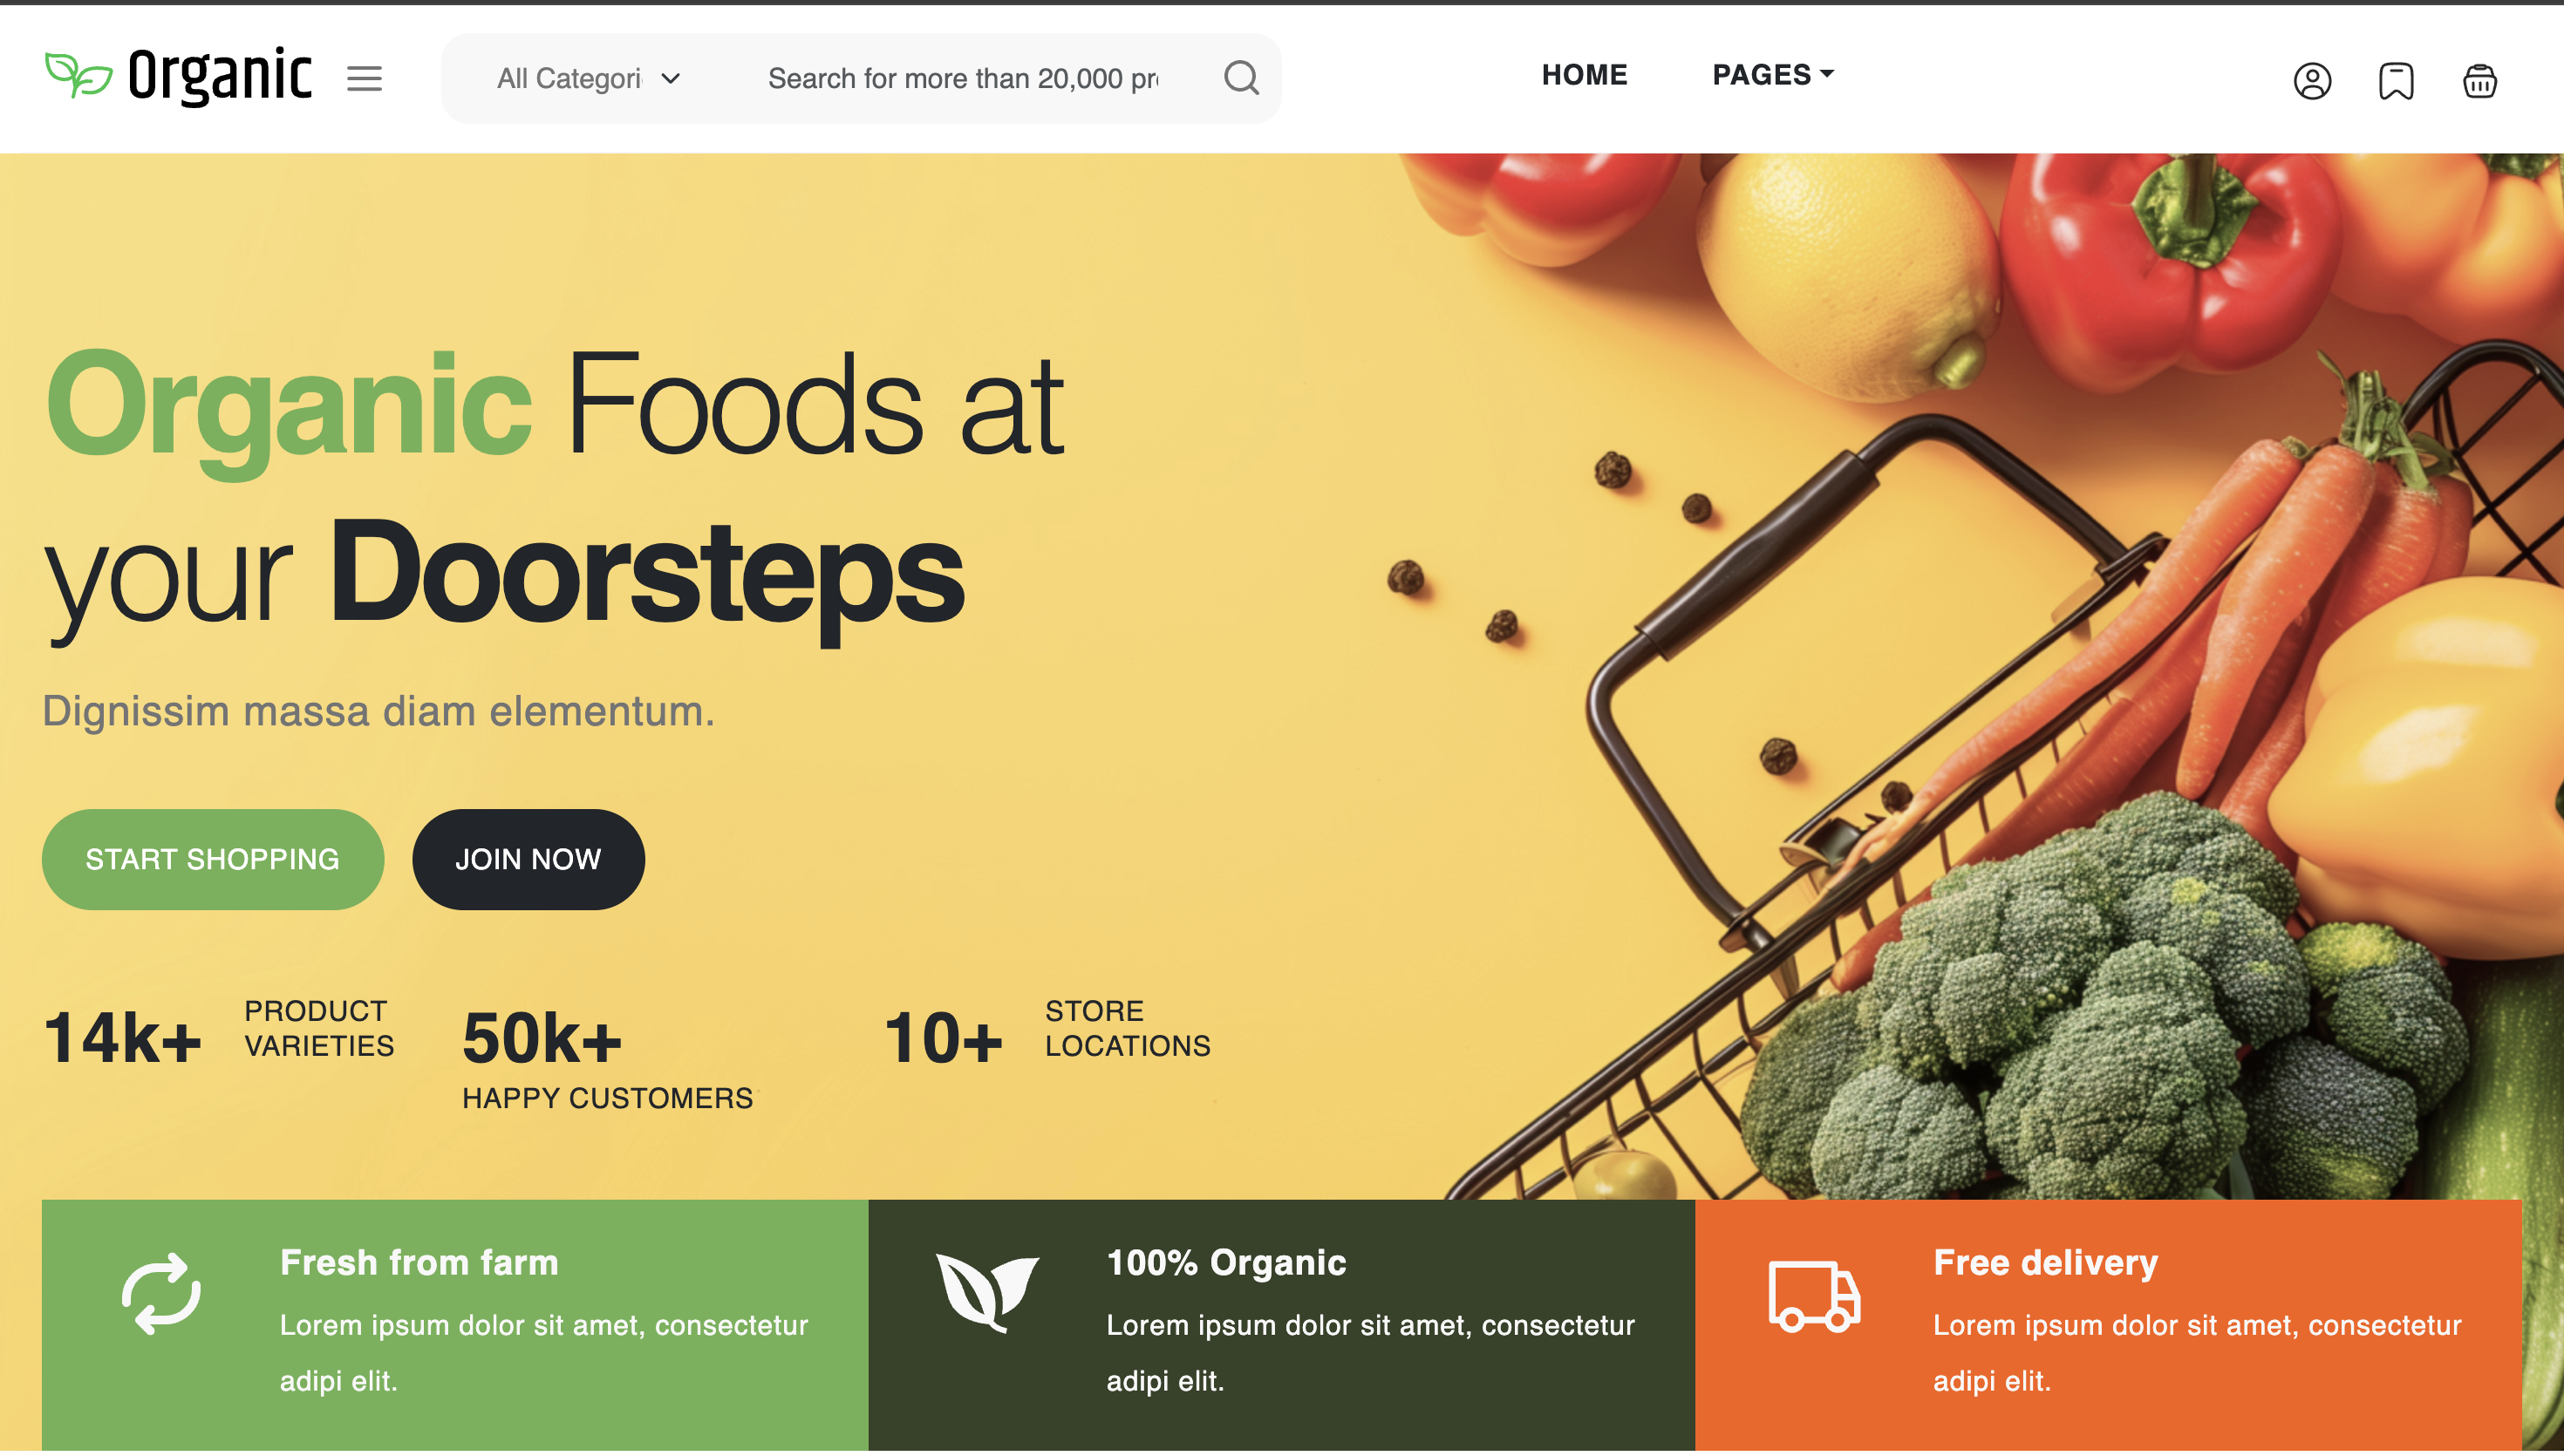 Organic
All Categori
Search for more than 20,000 pr
HOME
PAGES
Organic Foods at
your Doorsteps
Dignissim massa diam elementum.
START SHOPPING
JOIN NOW
14k+
PRODUCT
VARIETIES
50k+
HAPPY CUSTOMERS
10+
STORE
LOCATIONS
Fresh from farm
Lorem ipsum dolor sit amet, consectetur
adipi elit.
100% Organic
Lorem ipsum dolor sit amet, consectetur
adipi elit.
Free delivery
Lorem ipsum dolor sit amet, consectetur
adipi elit.